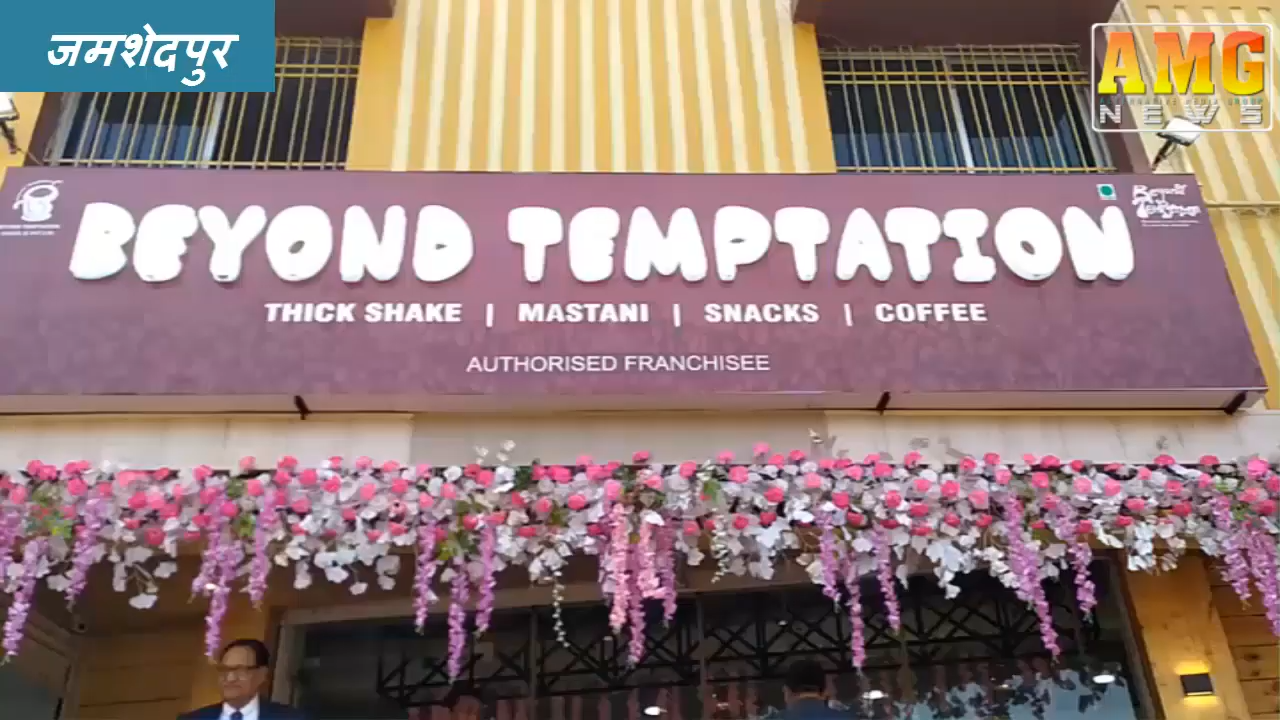 जमशेदपुर
AMG
NEWS
BEYOND TEMPTATION
THICK SHAKE | MASTANI | SNACKS | COFFEE
AUTHORISED FRANCHISEE